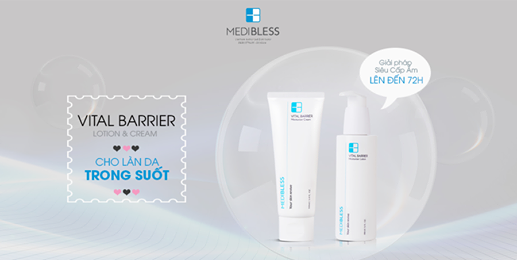 MEDIBLESS
VITAL BARRIER
LOTION & CREAM
CHO LÀN DA
TRONG SUỐT
Giải pháp
Siêu Cấp Ẩm
LÊN ĐẾN 72H
VITAL BARRIER
MEDIBLESS
VITAL BARRIER
MEDIBLESS